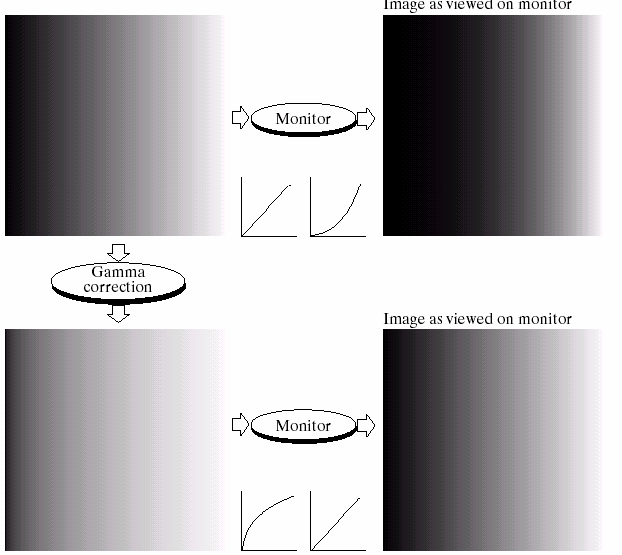 Image as viewed on monitor
Monitor
Gamma
correction
Image as viewed on monitor
Monitor